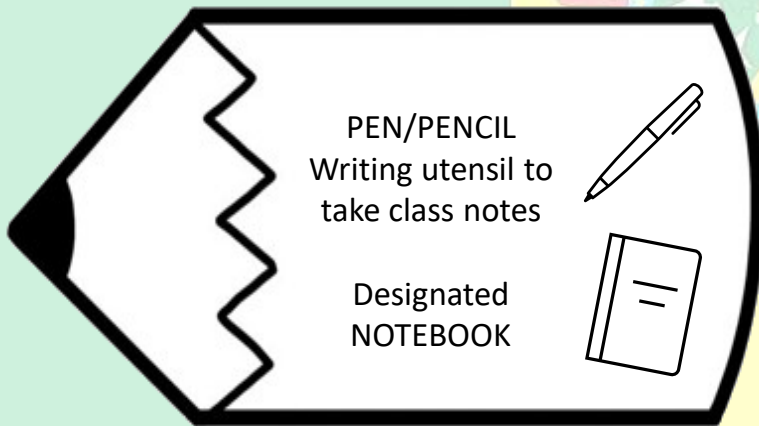 PEN/PENCIL
Writing utensil to
take class notes
Designated
NOTEBOOK